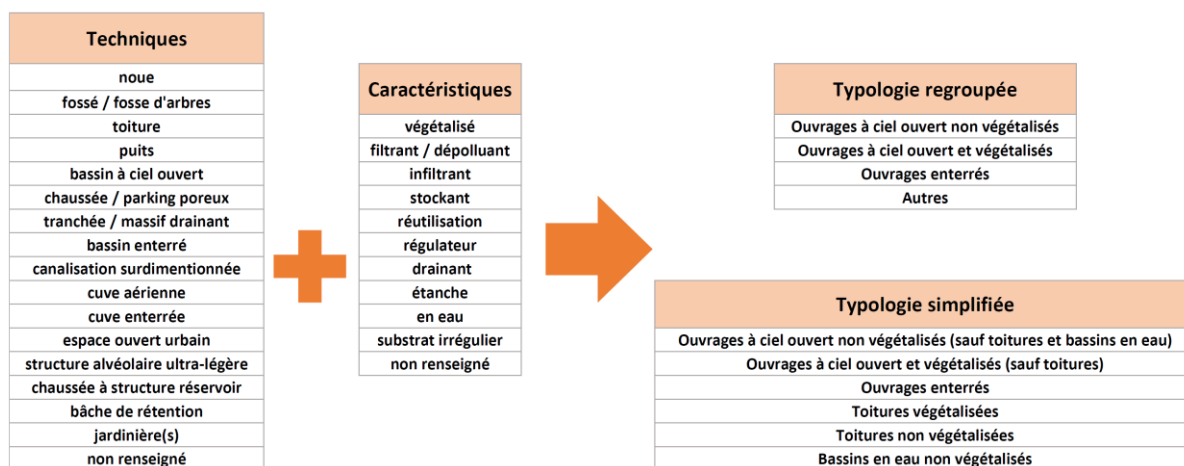 Techniques
noue
fossé / fosse d'arbres
toiture
puits
bassin à ciel ouvert
chaussée / parking poreux
tranchée / massif drainant
bassin enterré
canalisation surdimentionnée
cuve aérienne
cuve enterrée
espace ouvert urbain
structure alvéolaire ultra-légère
chaussée à structure réservoir
bâche de rétention
jardinière(s)
non renseigné
Caractéristiques
végétalisé
filtrant / dépolluant
infiltrant
stockant
réutilisation
régulateur
drainant
étanche
en eau
substrat irrégulier
non renseigné
Typologie regroupée
Ouvrages à ciel ouvert non végétalisés
Ouvrages à ciel ouvert et végétalisés
Ouvrages enterrés
Autres
Typologie simplifiée
Ouvrages à ciel ouvert non végétalisés (sauf toitures et bassins en eau)
Ouvrages à ciel ouvert et végétalisés (sauf toitures)
Ouvrages enterrés
Toitures végétalisées
Toitures non végétalisées
Bassins en eau non végétalisés